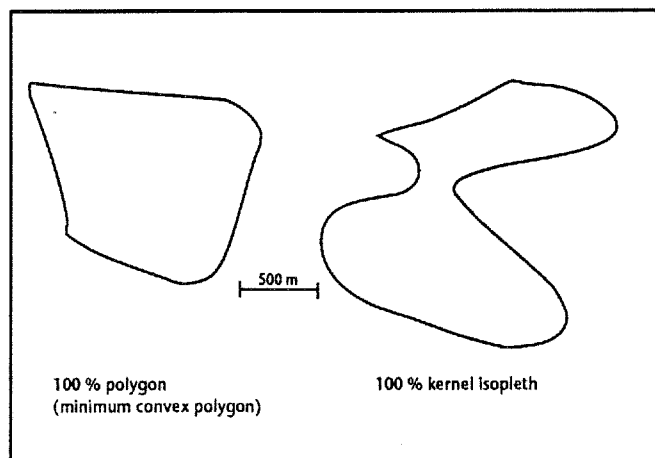 500 m
100 % polygon
(minimum convex polygon)
100 % kernel isopleth